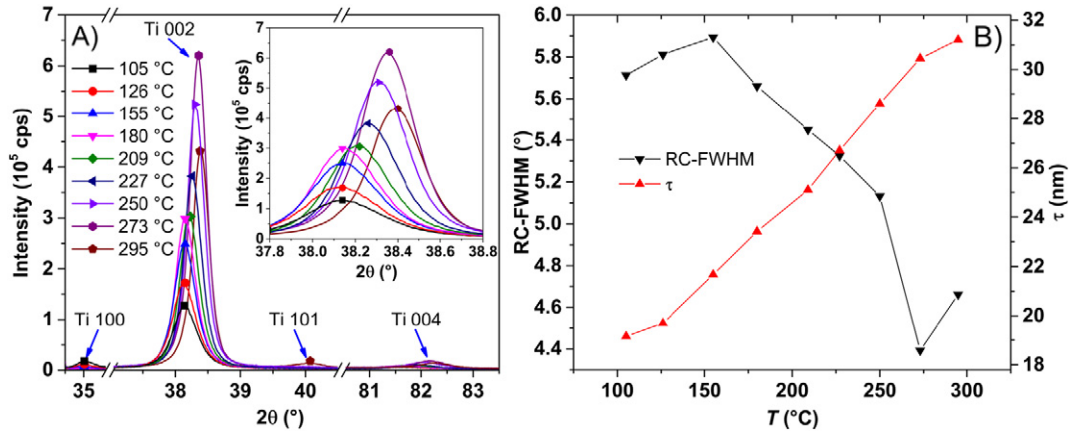 A)
Ti 002
105 °C
126 °C
155 °C
180 °C
209 °C
227 °C
250 °C
273 °C
295 °C
Ti 100
Ti 101
Ti 004
Intensity (10⁵ cps)
7
6
5
4
3
2
1
0
35
38
39
40
81
82
83
2θ (°)
Intensity (10⁵ cps)
7
6
5
4
3
2
1
0
37.8
38.0
38.2
38.4
38.6
38.8
2θ (°)
B)
RC-FWHM (°)
6.0
5.8
5.6
5.4
5.2
5.0
4.8
4.6
4.4
RC-FWHM
τ
100
150
200
250
300
T (°C)
32
30
28
26
24
22
20
18
τ (nm)